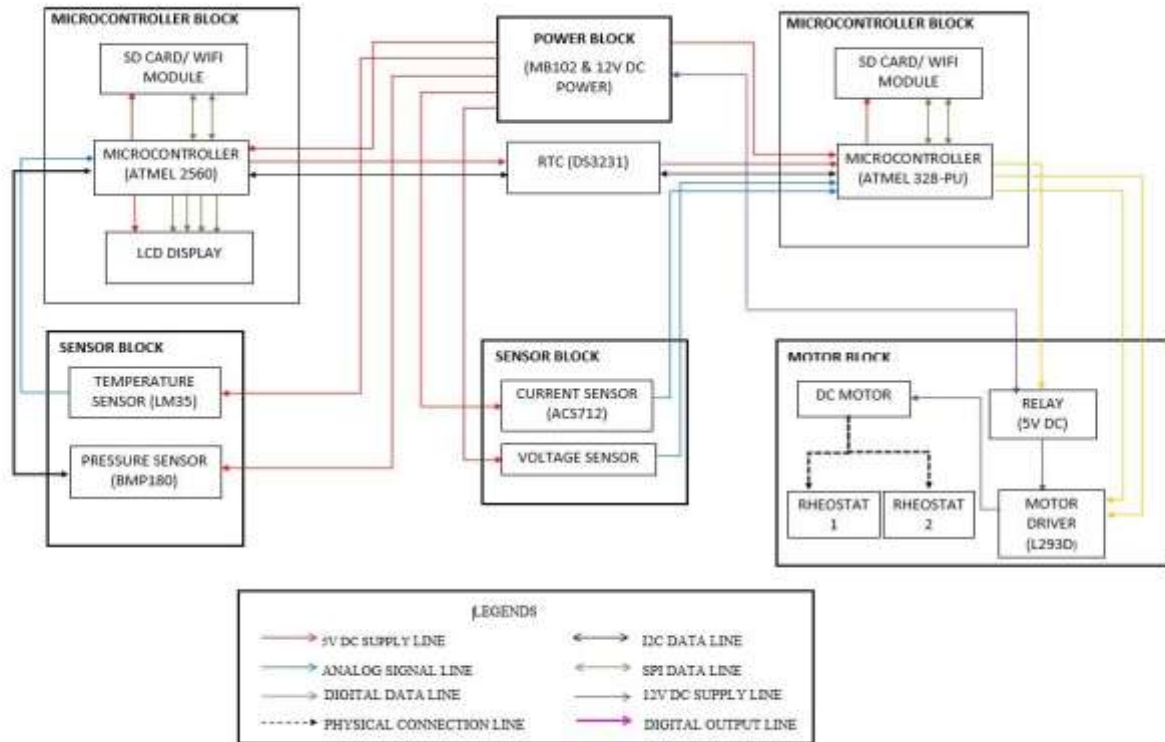 MICROCONTROLLER BLOCK
SD CARD/ WIFI
MODULE
MICROCONTROLLER
(ATMEL 2560)
LCD DISPLAY
POWER BLOCK
(MB102 & 12V DC
POWER)
RTC (DS3231)
MICROCONTROLLER BLOCK
SD CARD/ WIFI
MODULE
MICROCONTROLLER
(ATMEL 328-PU)
SENSOR BLOCK
TEMPERATURE
SENSOR (LM35)
PRESSURE SENSOR
(BMP180)
SENSOR BLOCK
CURRENT SENSOR
(ACS712)
VOLTAGE SENSOR
MOTOR BLOCK
DC MOTOR
RELAY
(5V DC)
RHEOSTAT
1
RHEOSTAT
2
MOTOR
DRIVER
(L293D)
LEGENDS
5V DC SUPPLY LINE
I2C DATA LINE
ANALOG SIGNAL LINE
SPI DATA LINE
DIGITAL DATA LINE
12V DC SUPPLY LINE
PHYSICAL CONNECTION LINE
DIGITAL OUTPUT LINE